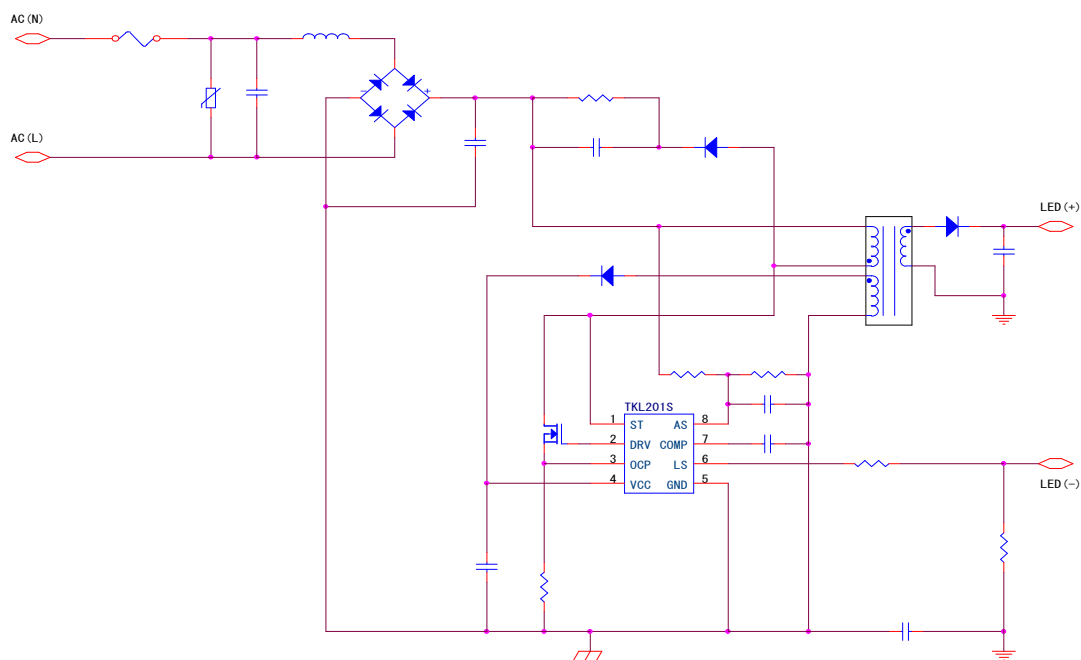 AC(N)
AC(L)
LED(+)
TKL201S
1 ST AS 8
2 DRV COMP 7
3 OCP LS 6
4 VCC GND 5
LED(-)